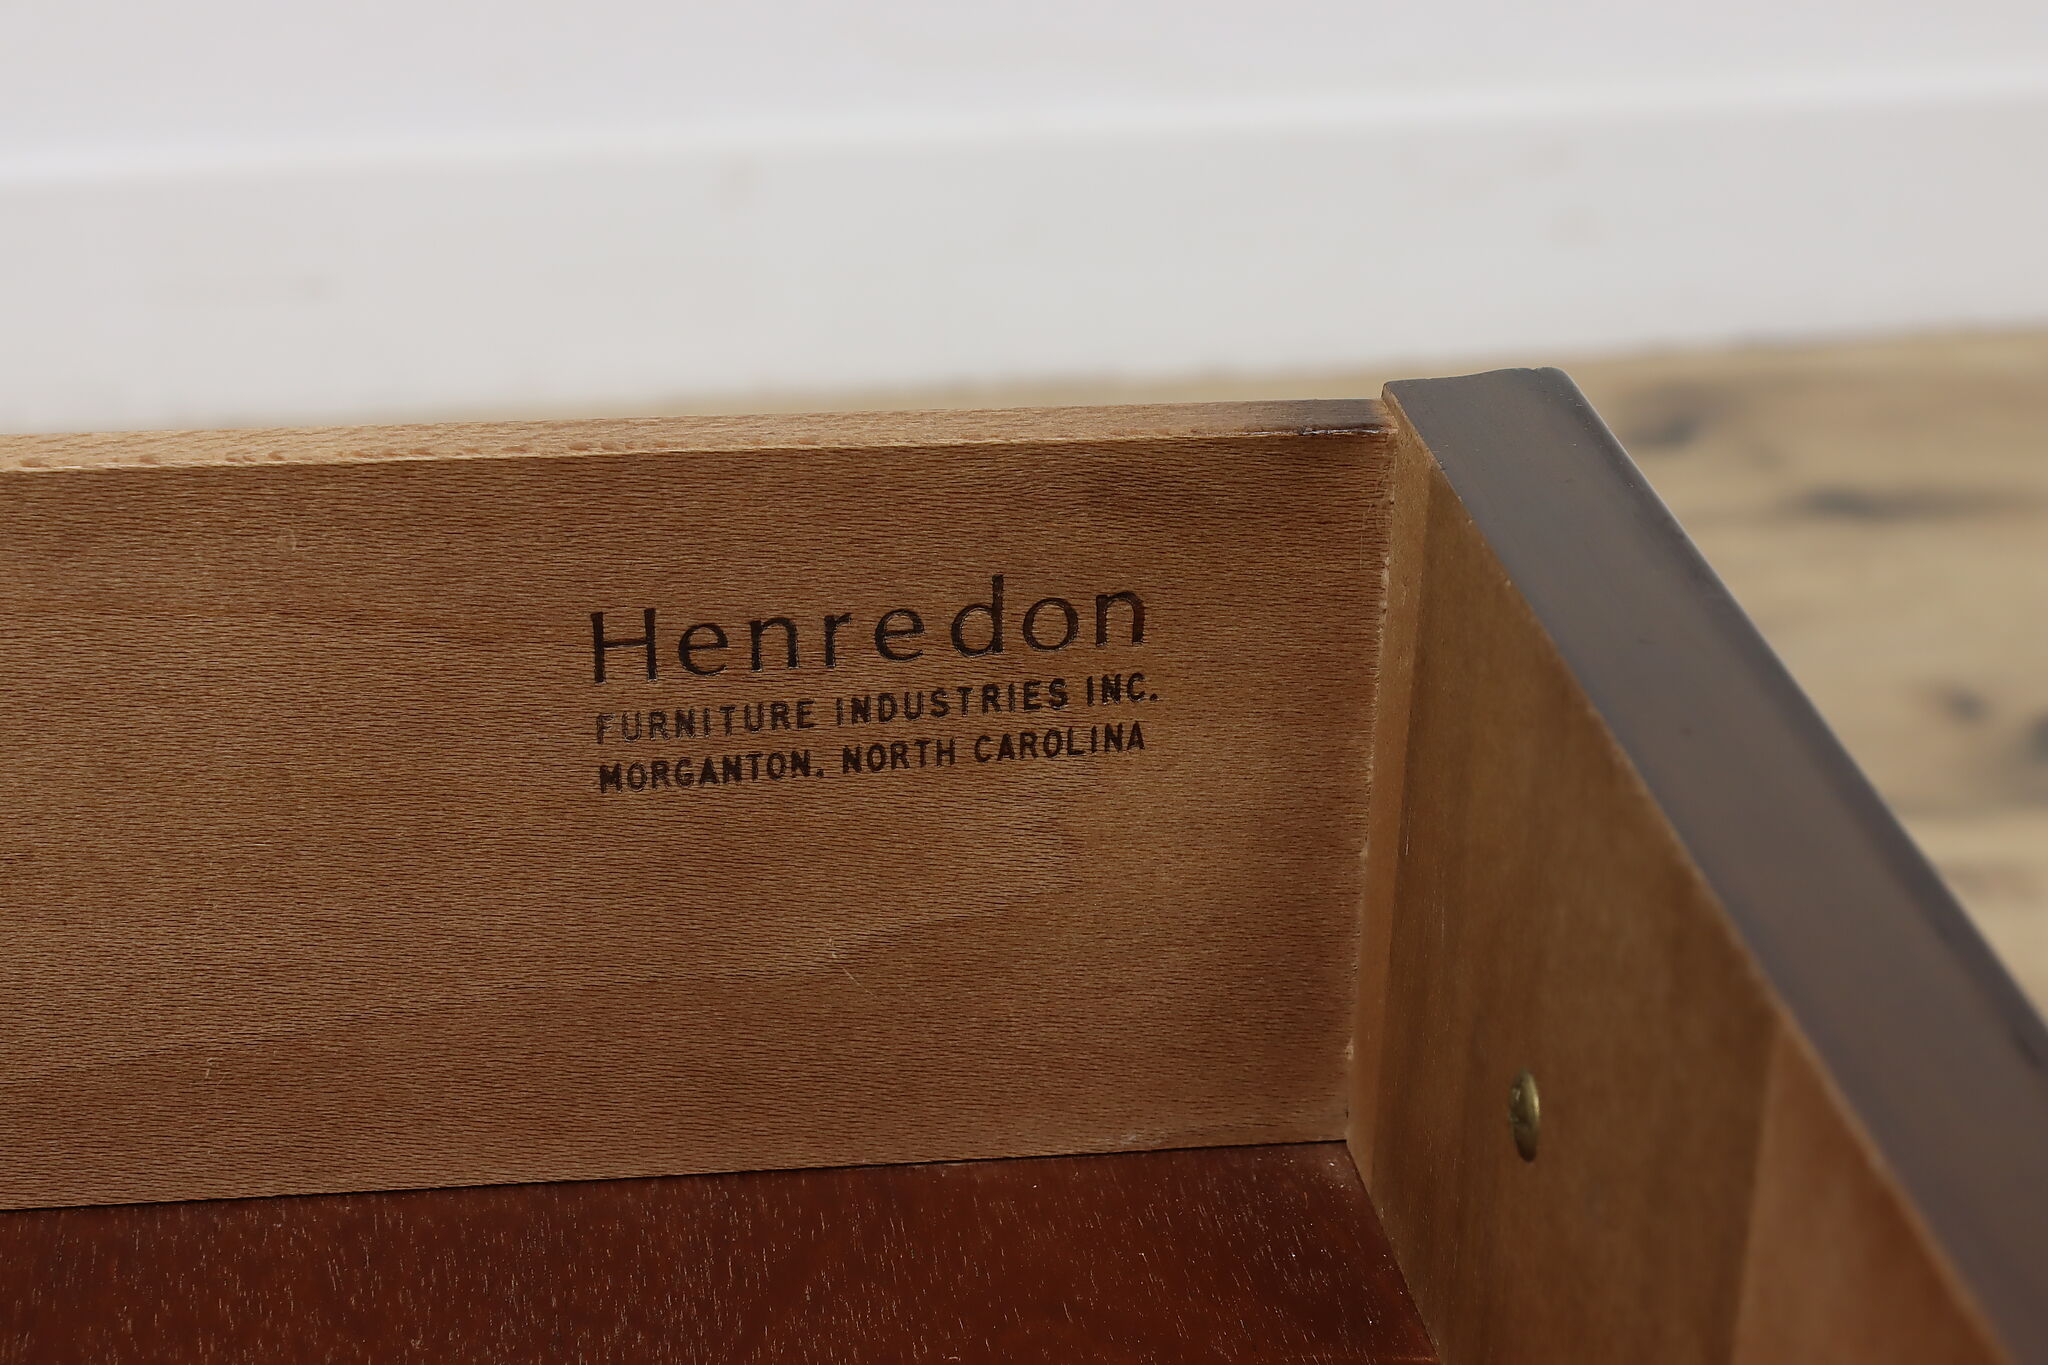 Henredon
FURNITURE INDUSTRIES INC.
MORGANTON, NORTH CAROLINA